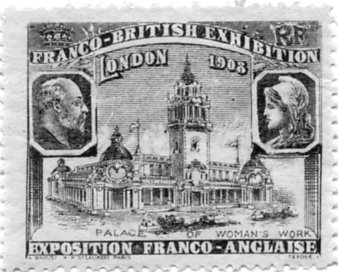 RF
FRANCO-BRITISH EXHIBITION
LONDON 1908
PALACE OF WOMAN'S WORK
EXPOSITION FRANCO-ANGLAISE